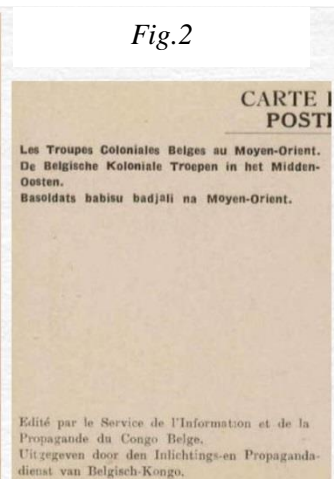 Fig.2
CARTE
POST
Les Troupes Coloniales Belges au Moyen-Orient.
De Belgische Koloniale Troepen in het Midden-
Oosten.
Basoldats babisu badjali na Moyen-Orient.
Edité par le Service de l'Information et de la
Propagande du Congo Belge.
Uitgegeven door den Inlichtings-en Propaganda-
dienst van Belgisch-Kongo.